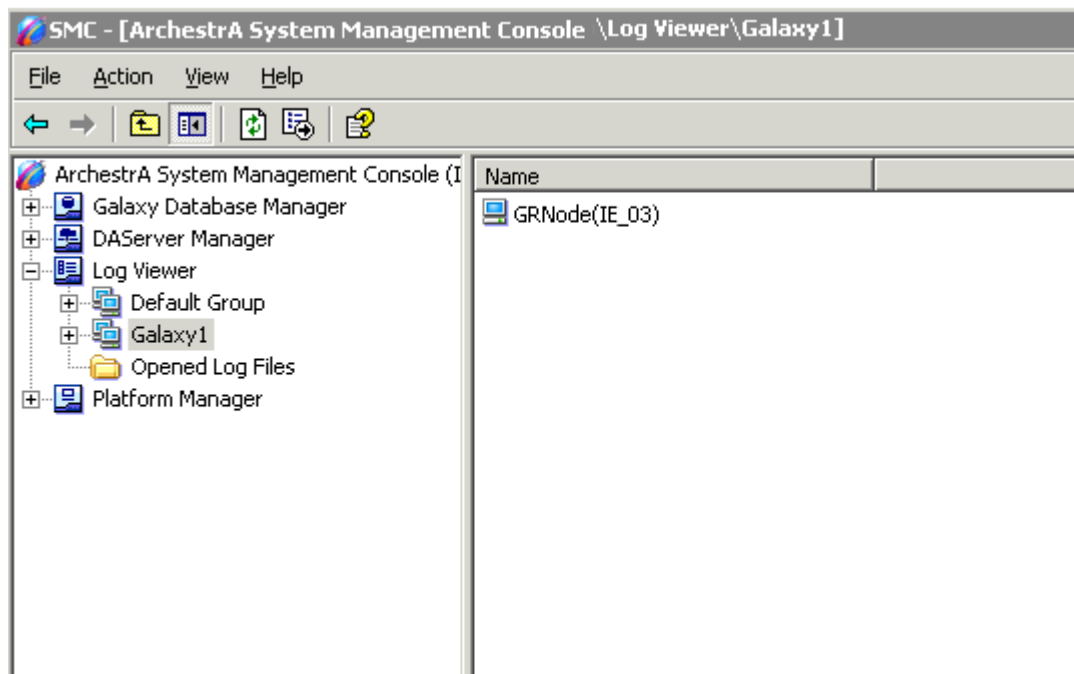 SMC - [ArchestrA System Management Console \Log Viewer\Galaxy1]
File Action View Help
ArchestrA System Management Console (I
Galaxy Database Manager
DAServer Manager
Log Viewer
Default Group
Galaxy1
Opened Log Files
Platform Manager
Name
GRNode(IE_03)